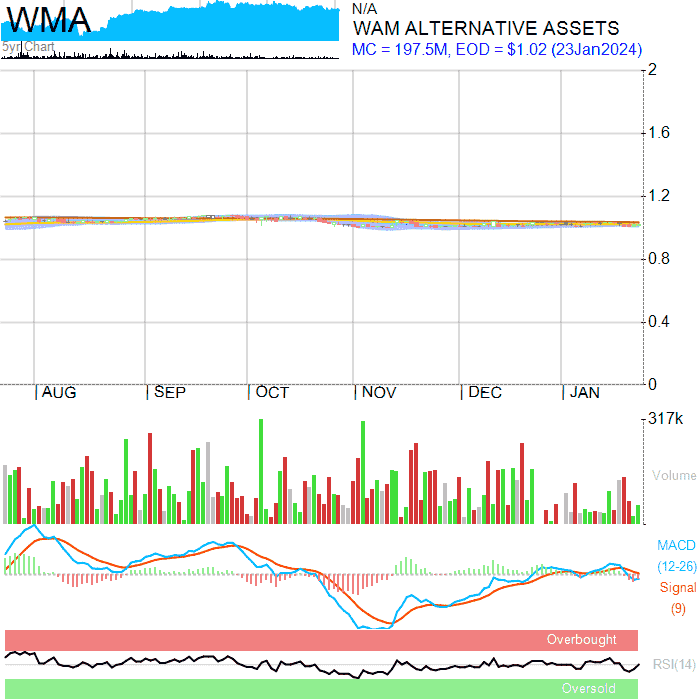 WMA
5yr Chart
N/A
WAM ALTERNATIVE ASSETS
MC = 197.5M, EOD = $1.02 (23Jan2024)
2
1.6
1.2
0.8
0.4
0
| AUG | SEP | OCT | NOV | DEC | JAN
317k
Volume
MACD
(12-26)
Signal
(9)
Overbought
RSI(14)
Oversold